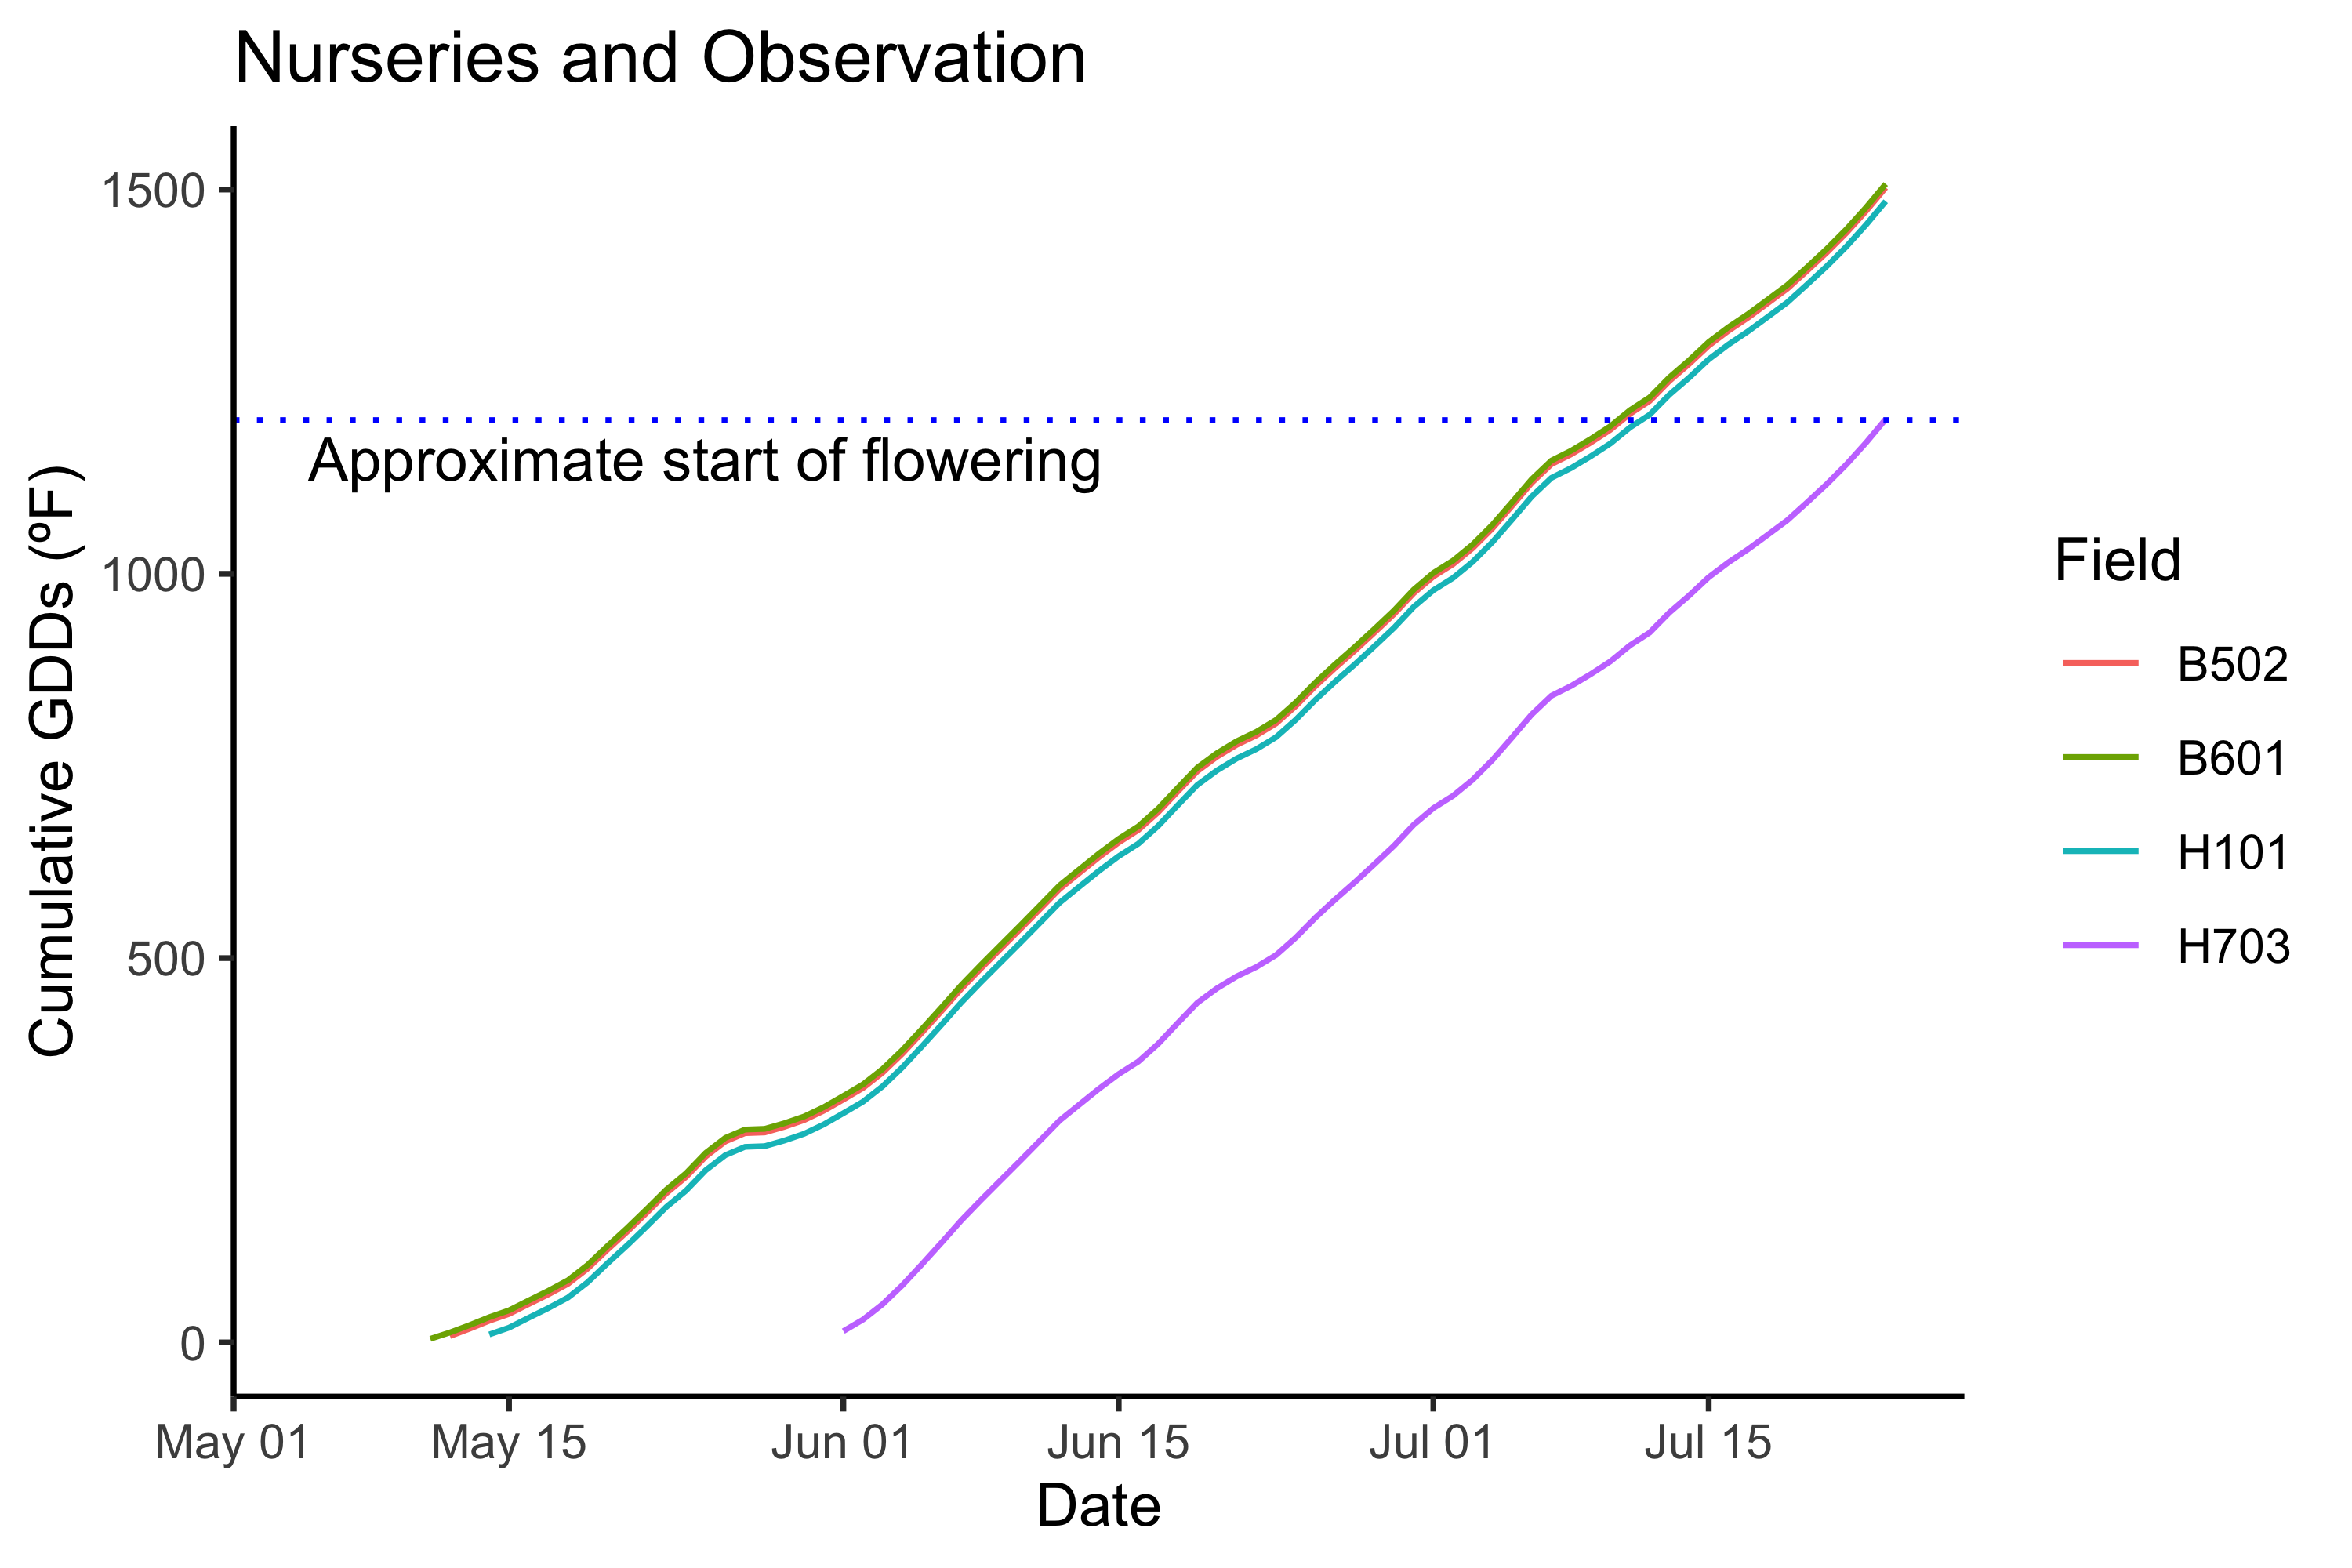 Nurseries and Observation
1500
1000
500
0
Cumulative GDDs (ºF)
Approximate start of flowering
May 01
May 15
Jun 01
Jun 15
Jul 01
Jul 15
Date
Field
B502
B601
H101
H703